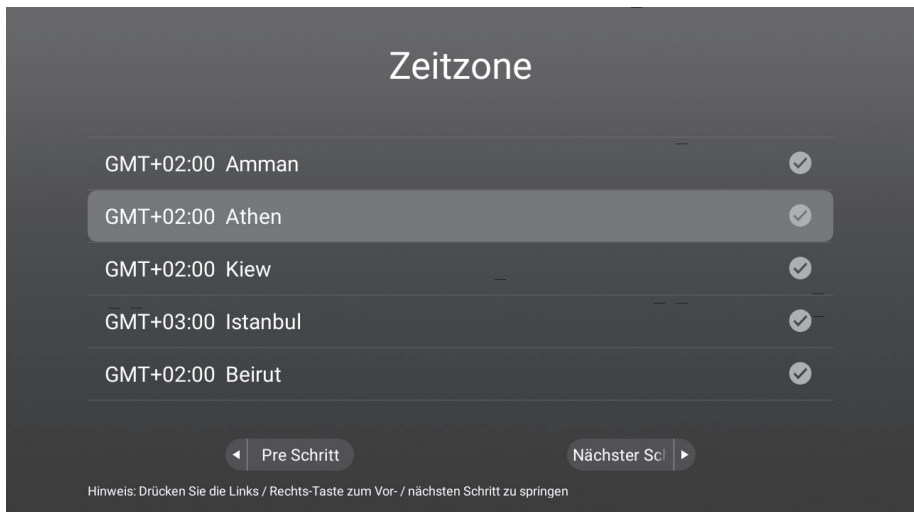 Zeitzone
GMT+02:00 Amman
GMT+02:00 Athen
GMT+02:00 Kiew
GMT+03:00 Istanbul
GMT+02:00 Beirut
Pre Schritt
Nächster Sch
Hinweis: Drücken Sie die Links / Rechts-Taste zum Vor- / nächsten Schritt zu springen